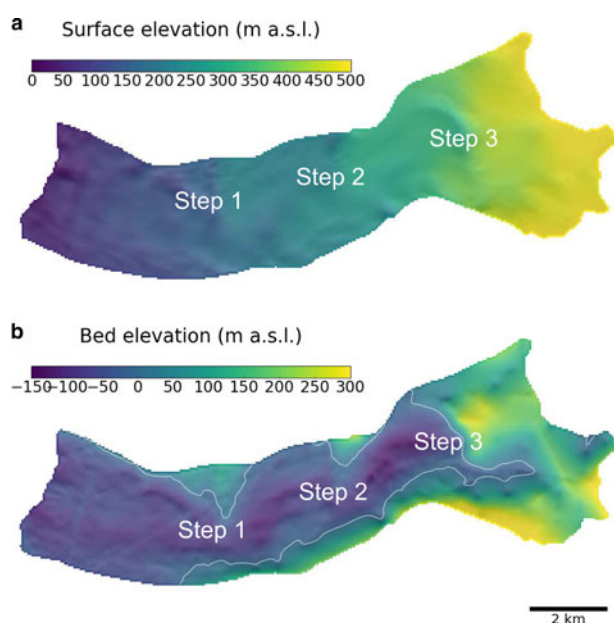 a
Surface elevation (m a.s.l.)
0 50 100 150 200 250 300 350 400 450 500
Step 3
Step 2
Step 1
b
Bed elevation (m a.s.l.)
−150 −100 −50 0 50 100 150 200 250 300
Step 3
Step 2
Step 1
2 km